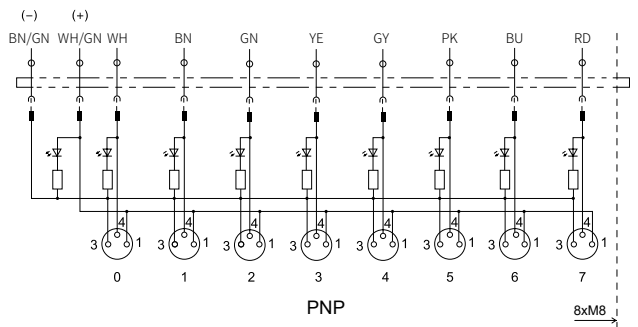 (-) (+)
BN/GN WH/GN WH BN GN YE GY PK BU RD
4 4 4 4 4 4 4 4
3 1 3 1 3 1 3 1 3 1 3 1 3 1 3 1
0 1 2 3 4 5 6 7
PNP
8xM8